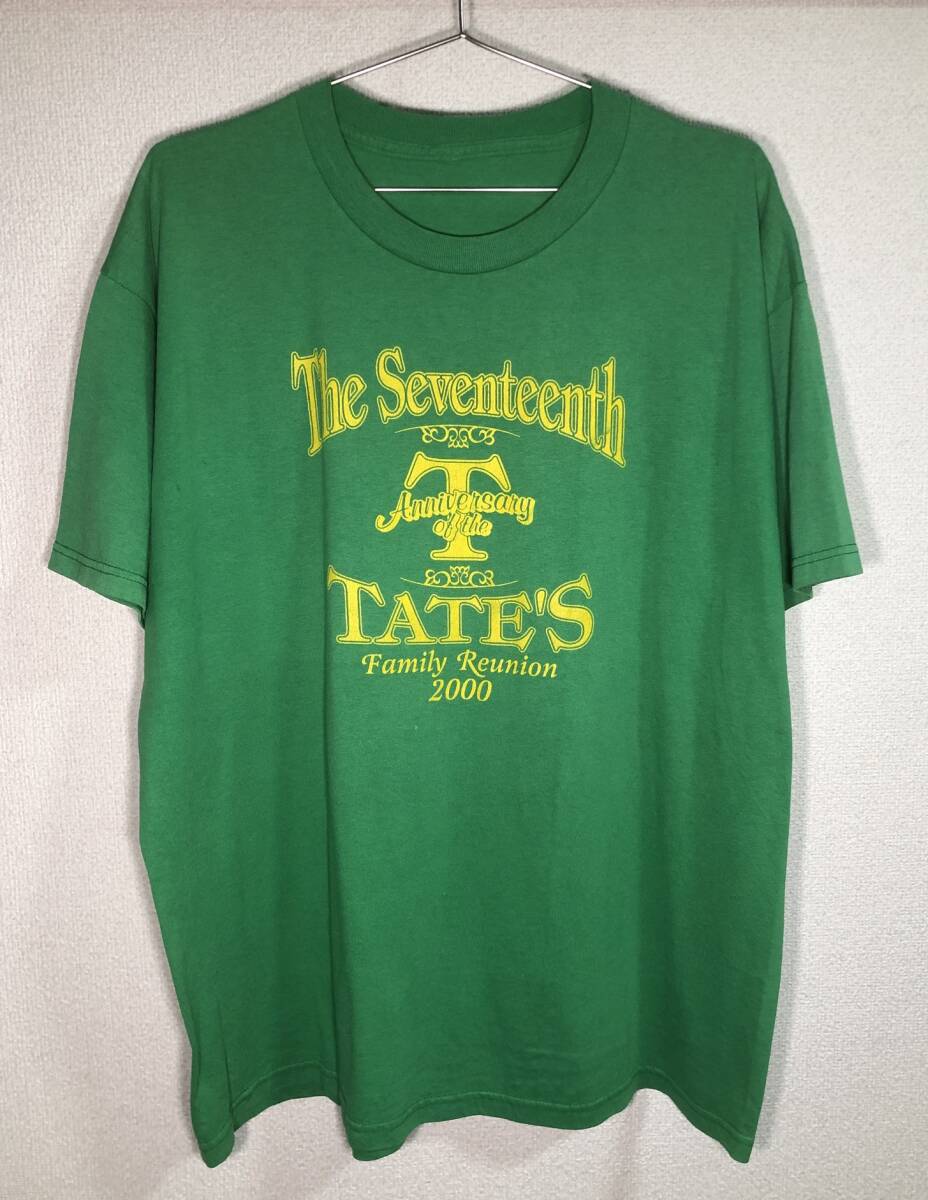 The Seventeenth
T
Anniversary
of the
TATE'S
Family Reunion
2000